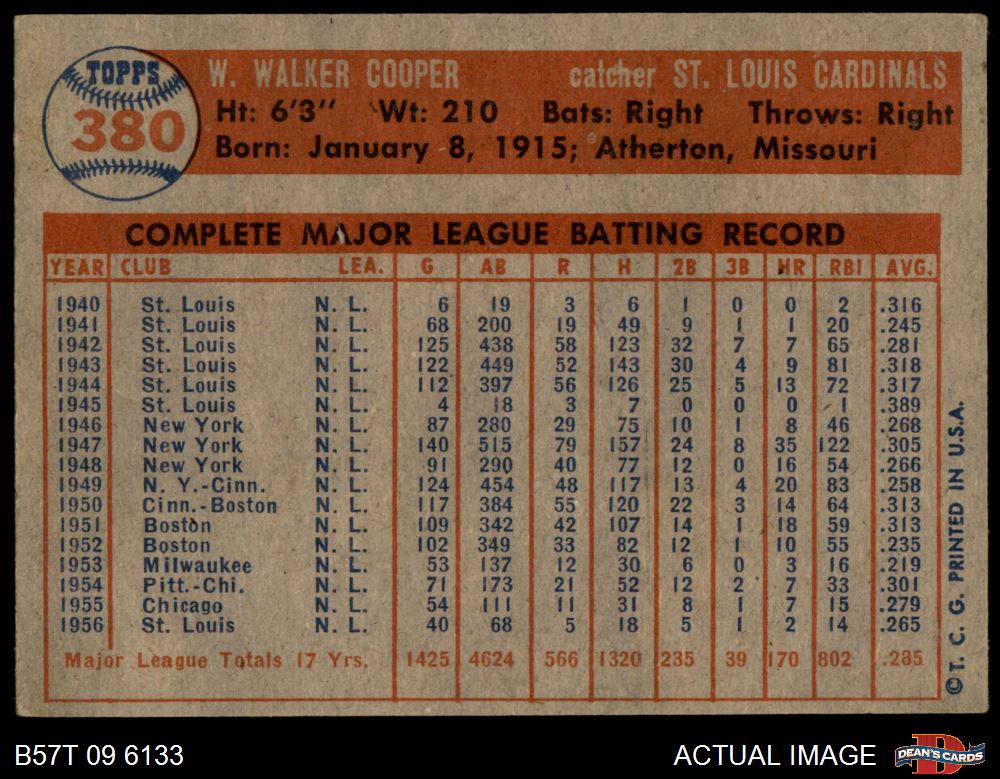 TOPPS
380
W. WALKER COOPER catcher ST. LOUIS CARDINALS
Ht: 6'3" Wt: 210 Bats: Right Throws: Right
Born: January 8, 1915; Atherton, Missouri
COMPLETE MAJOR LEAGUE BATTING RECORD
YEAR CLUB LEA. G AB R H 2B 3B HR RBI AVG.
1940 St. Louis N. L. 6 19 3 6 1 0 0 2 .316
1941 St. Louis N. L. 68 200 19 49 9 1 1 20 .245
1942 St. Louis N. L. 125 438 58 123 32 7 7 65 .281
1943 St. Louis N. L. 122 449 52 143 30 4 9 81 .318
1944 St. Louis N. L. 112 397 56 126 25 5 13 72 .317
1945 St. Louis N. L. 4 18 3 7 0 0 0 1 .389
1946 New York N. L. 87 280 29 75 10 1 8 46 .268
1947 New York N. L. 140 515 79 157 24 8 35 122 .305
1948 New York N. L. 91 290 40 77 12 0 16 54 .266
1949 N. Y.-Cinn. N. L. 124 454 48 117 13 4 20 83 .258
1950 Cinn.-Boston N. L. 117 384 55 120 22 3 14 64 .313
1951 Boston N. L. 109 342 42 107 14 1 18 59 .313
1952 Boston N. L. 102 349 33 82 12 1 10 55 .235
1953 Milwaukee N. L. 53 137 12 30 6 0 3 16 .219
1954 Pitt.-Chi. N. L. 71 173 21 52 12 2 7 33 .301
1955 Chicago N. L. 54 111 11 31 8 1 7 15 .279
1956 St. Louis N. L. 40 68 5 18 5 1 2 14 .265
Major League Totals 17 Yrs. 1425 4624 566 1320 235 39 170 802 .285
©T. C. G. PRINTED IN U.S.A.
B57T 09 6133 ACTUAL IMAGE DEAN'S CARDS